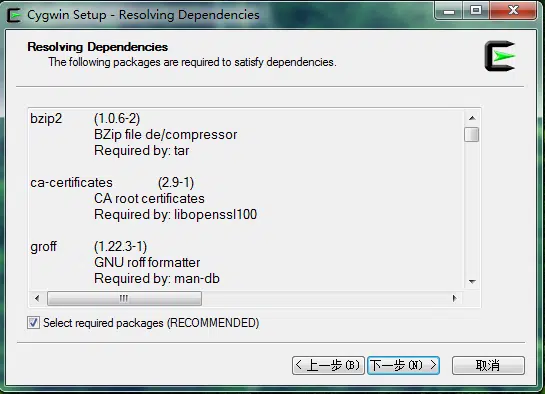 Cygwin Setup - Resolving Dependencies
Resolving Dependencies
The following packages are required to satisfy dependencies.
bzip2 (1.0.6-2)
BZip file de/compressor
Required by: tar
ca-certificates (2.9-1)
CA root certificates
Required by: libopenssl100
groff (1.22.3-1)
GNU roff formatter
Required by: man-db
Select required packages (RECOMMENDED)
< 上一步(B) 下一步(N) > 取消